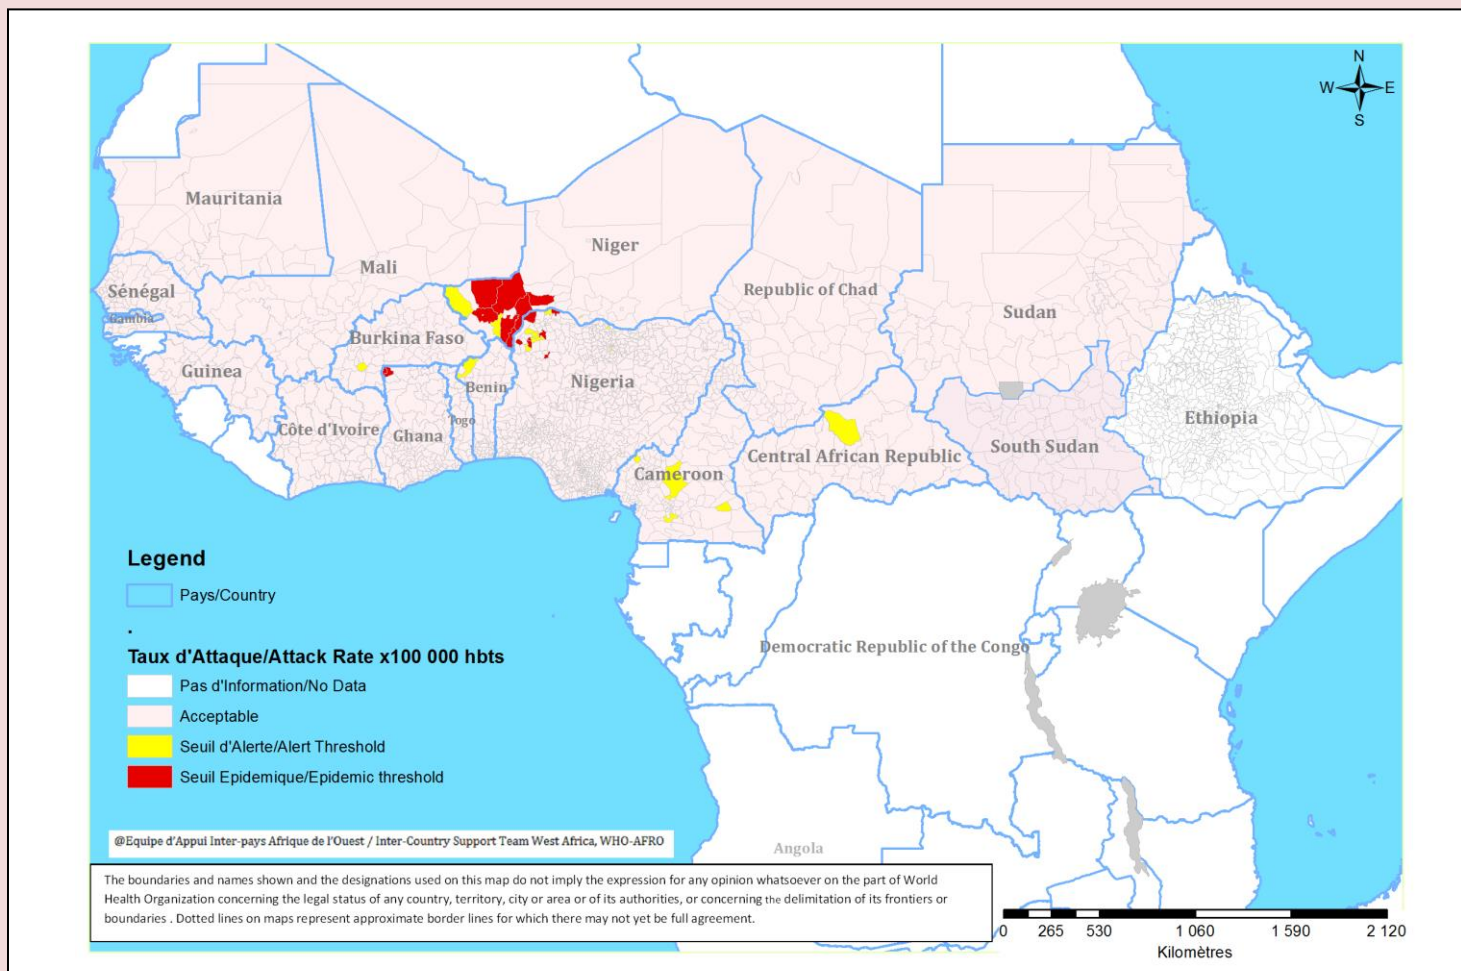 N
W E
S
Mauritania
Niger
Mali
Republic of Chad
Sénégal
Gambia
Sudan
Burkina Faso
Guinea
Nigeria
Benin
Togo
Côte d'Ivoire
Ghana
Ethiopia
South Sudan
Central African Republic
Cameroon
Democratic Republic of the Congo
Angola
Legend
Pays/Country
.
Taux d'Attaque/Attack Rate x100 000 hbts
Pas d'Information/No Data
Acceptable
Seuil d'Alerte/Alert Threshold
Seuil Epidemique/Epidemic threshold
@Equipe d'Appui Inter-pays Afrique de l'Ouest / Inter-Country Support Team West Africa, WHO-AFRO
The boundaries and names shown and the designations used on this map do not imply the expression for any opinion whatsoever on the part of World
Health Organization concerning the legal status of any country, territory, city or area or of its authorities, or concerning the delimitation of its frontiers or
boundaries . Dotted lines on maps represent approximate border lines for which there may not yet be full agreement.
0 265 530 1 060 1 590 2 120
Kilomètres